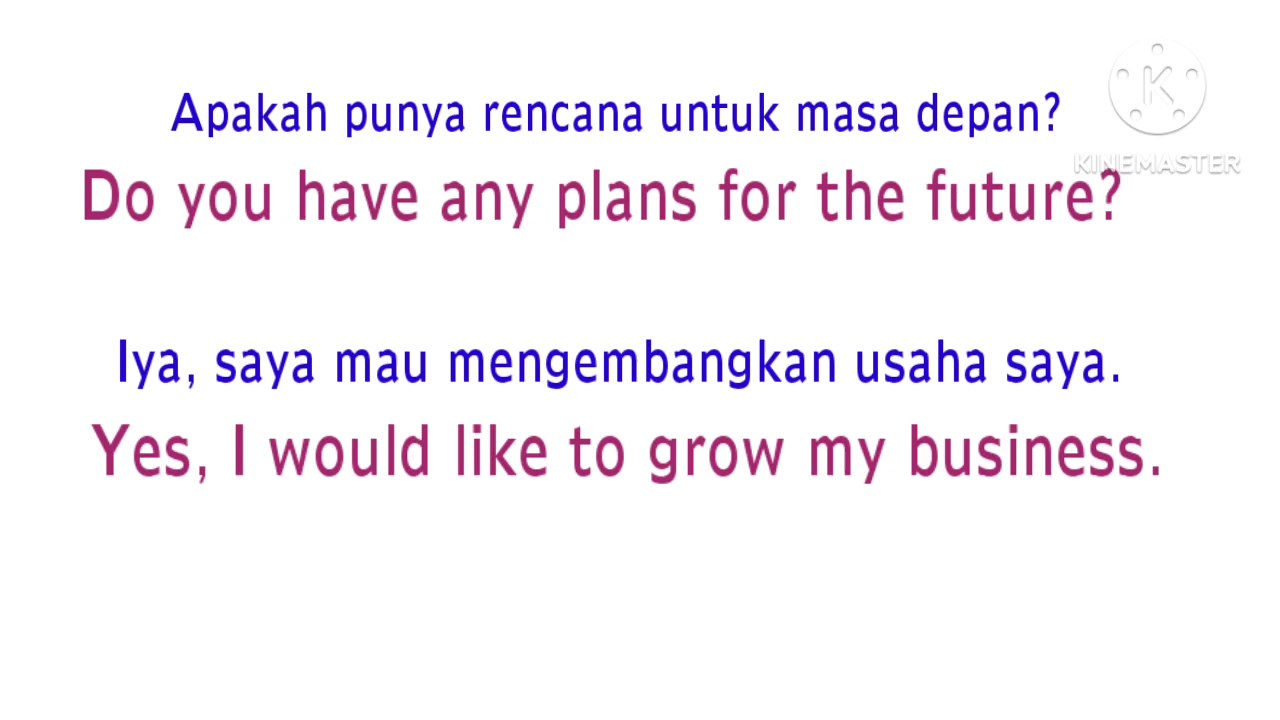 Apakah punya rencana untuk masa depan?
KINEMASTER
Do you have any plans for the future?
Iya, saya mau mengembangkan usaha saya.
Yes, I would like to grow my business.